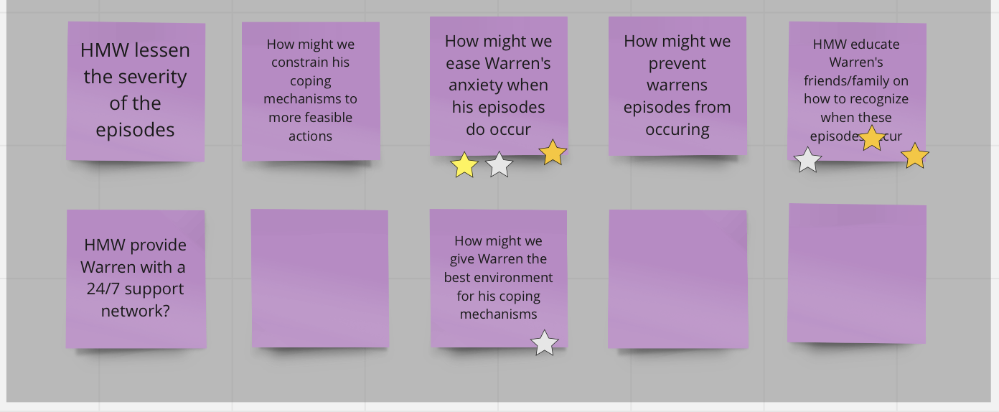 HMW lessen
the severity
of the
episodes
How might we
constrain his
coping
mechanisms to
more feasible
actions
How might we
ease Warren's
anxiety when
his episodes
do occur
How might we
prevent
warrens
episodes from
occuring
HMW educate
Warren's
friends/family on
how to recognize
when these
episodes cur
HMW provide
Warren with a
24/7 support
network?
How might we
give Warren the
best environment
for his coping
mechanisms